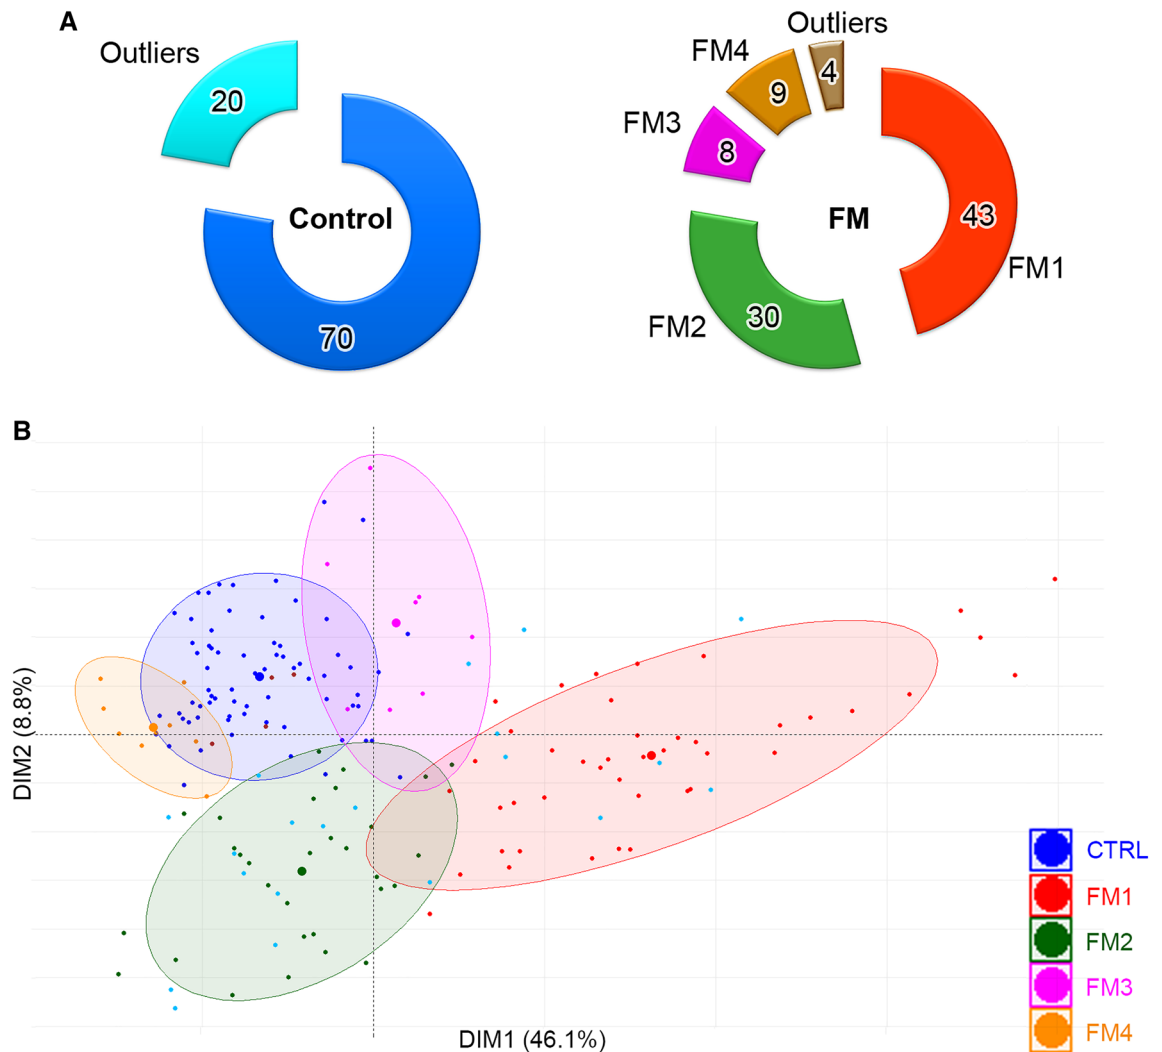 A
Outliers
20
Control
70
Outliers
FM4
4
9
FM3
8
FM
43
FM1
FM2
30
B
DIM2 (8.8%)
DIM1 (46.1%)
CTRL
FM1
FM2
FM3
FM4